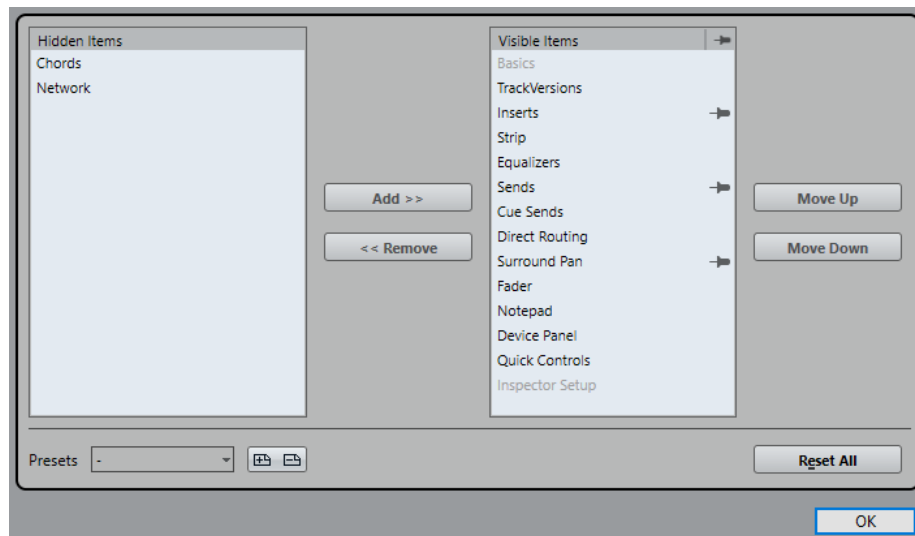 Hidden Items
Chords
Network
Add >>
<< Remove
Visible Items
Basics
TrackVersions
Inserts
Strip
Equalizers
Sends
Cue Sends
Direct Routing
Surround Pan
Fader
Notepad
Device Panel
Quick Controls
Inspector Setup
Move Up
Move Down
Presets -
Reset All
OK